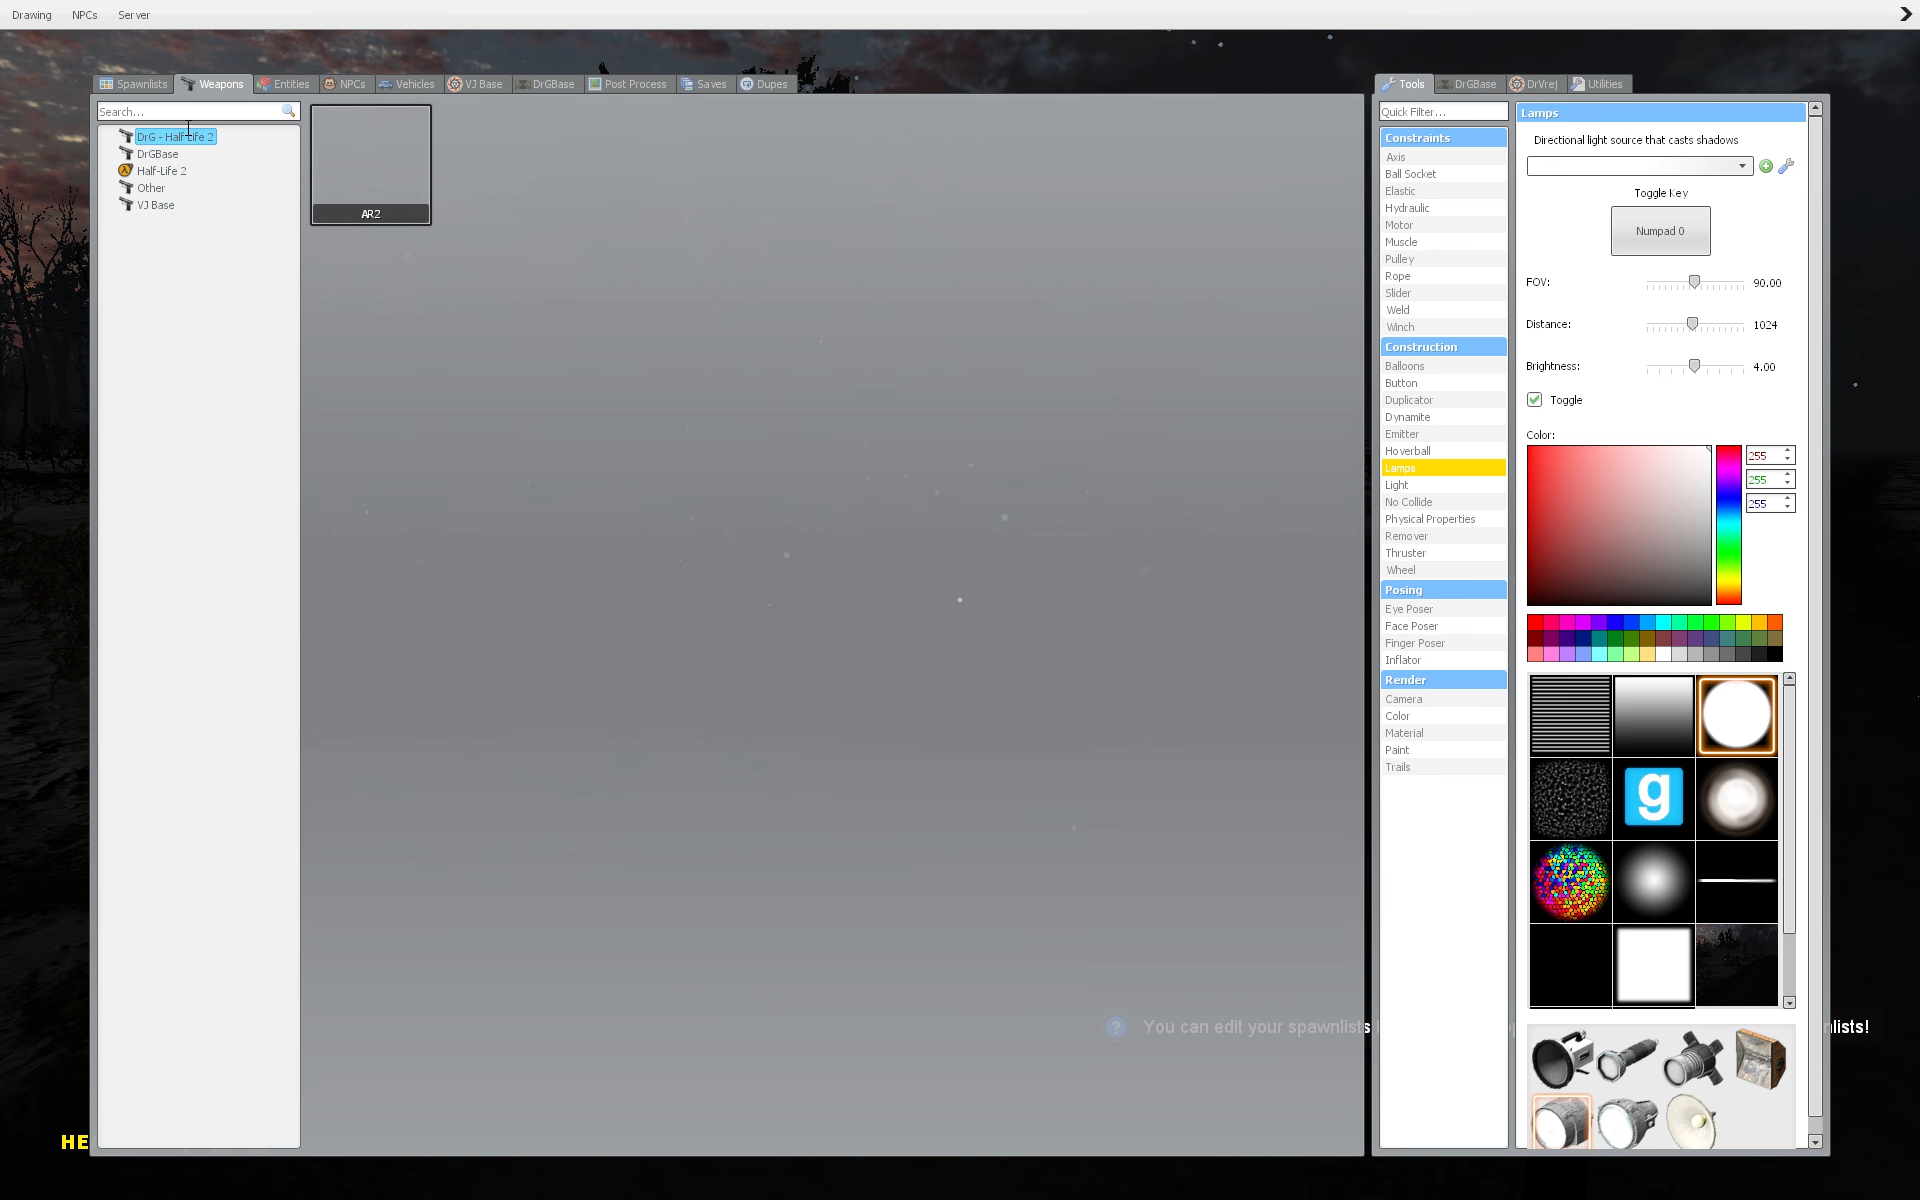 Drawing NPCs Server
Spawnlists Weapons Entities NPCs Vehicles VJ Base DrGBase Post Process Saves Dupes
Search...
DrG - Half-Life 2
DrGBase
Half-Life 2
Other
VJ Base
AR2
You can edit your spawnlists
nlists!
HE
Tools DrGBase DrVrej Utilities
Quick Filter...
Constraints
Axis
Ball Socket
Elastic
Hydraulic
Motor
Muscle
Pulley
Rope
Slider
Weld
Winch
Construction
Balloons
Button
Duplicator
Dynamite
Emitter
Hoverball
Lamps
Light
No Collide
Physical Properties
Remover
Thruster
Wheel
Posing
Eye Poser
Face Poser
Finger Poser
Inflator
Render
Camera
Color
Material
Paint
Trails
Lamps
Directional light source that casts shadows
Toggle Key
Numpad 0
FOV: 90.00
Distance: 1024
Brightness: 4.00
Toggle
Color:
255
255
255
g